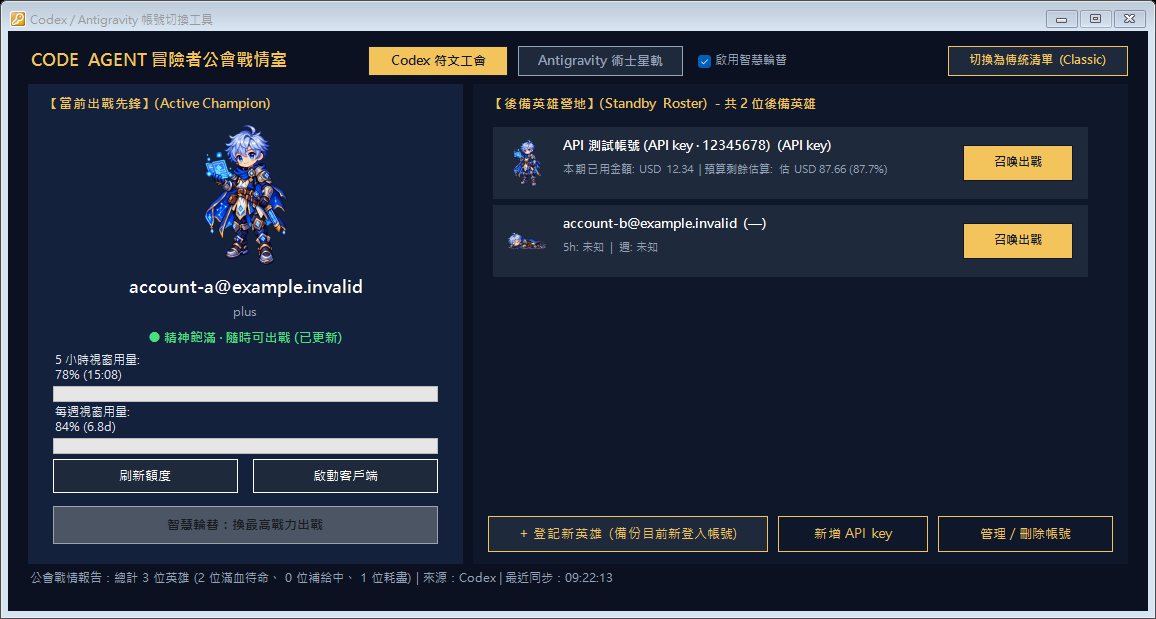 Codex / Antigravity 帳號切換工具
CODE AGENT 冒險者公會戰情室
Codex 符文工會
Antigravity 術士星軌
啟用智慧輪替
切換為傳統清單 (Classic)
【當前出戰先鋒】(Active Champion)
account-a@example.invalid
plus
精神飽滿 · 隨時可出戰 (已更新)
5 小時視窗用量:
78% (15:08)
每週視窗用量:
84% (6.8d)
刷新額度
啟動客戶端
智慧輪替：換最高戰力出戰
【後備英雄營地】(Standby Roster) - 共 2 位後備英雄
API 測試帳號 (API key · 12345678) (API key)
本期已用金額: USD 12.34 | 預算剩餘估算: 估 USD 87.66 (87.7%)
召喚出戰
account-b@example.invalid (—)
5h: 未知 | 週: 未知
召喚出戰
+ 登記新英雄 (備份目前新登入帳號)
新增 API key
管理 / 刪除帳號
公會戰情報告：總計 3 位英雄 (2 位滿血待命、 0 位補給中、 1 位耗盡) | 來源：Codex | 最近同步：09:22:13